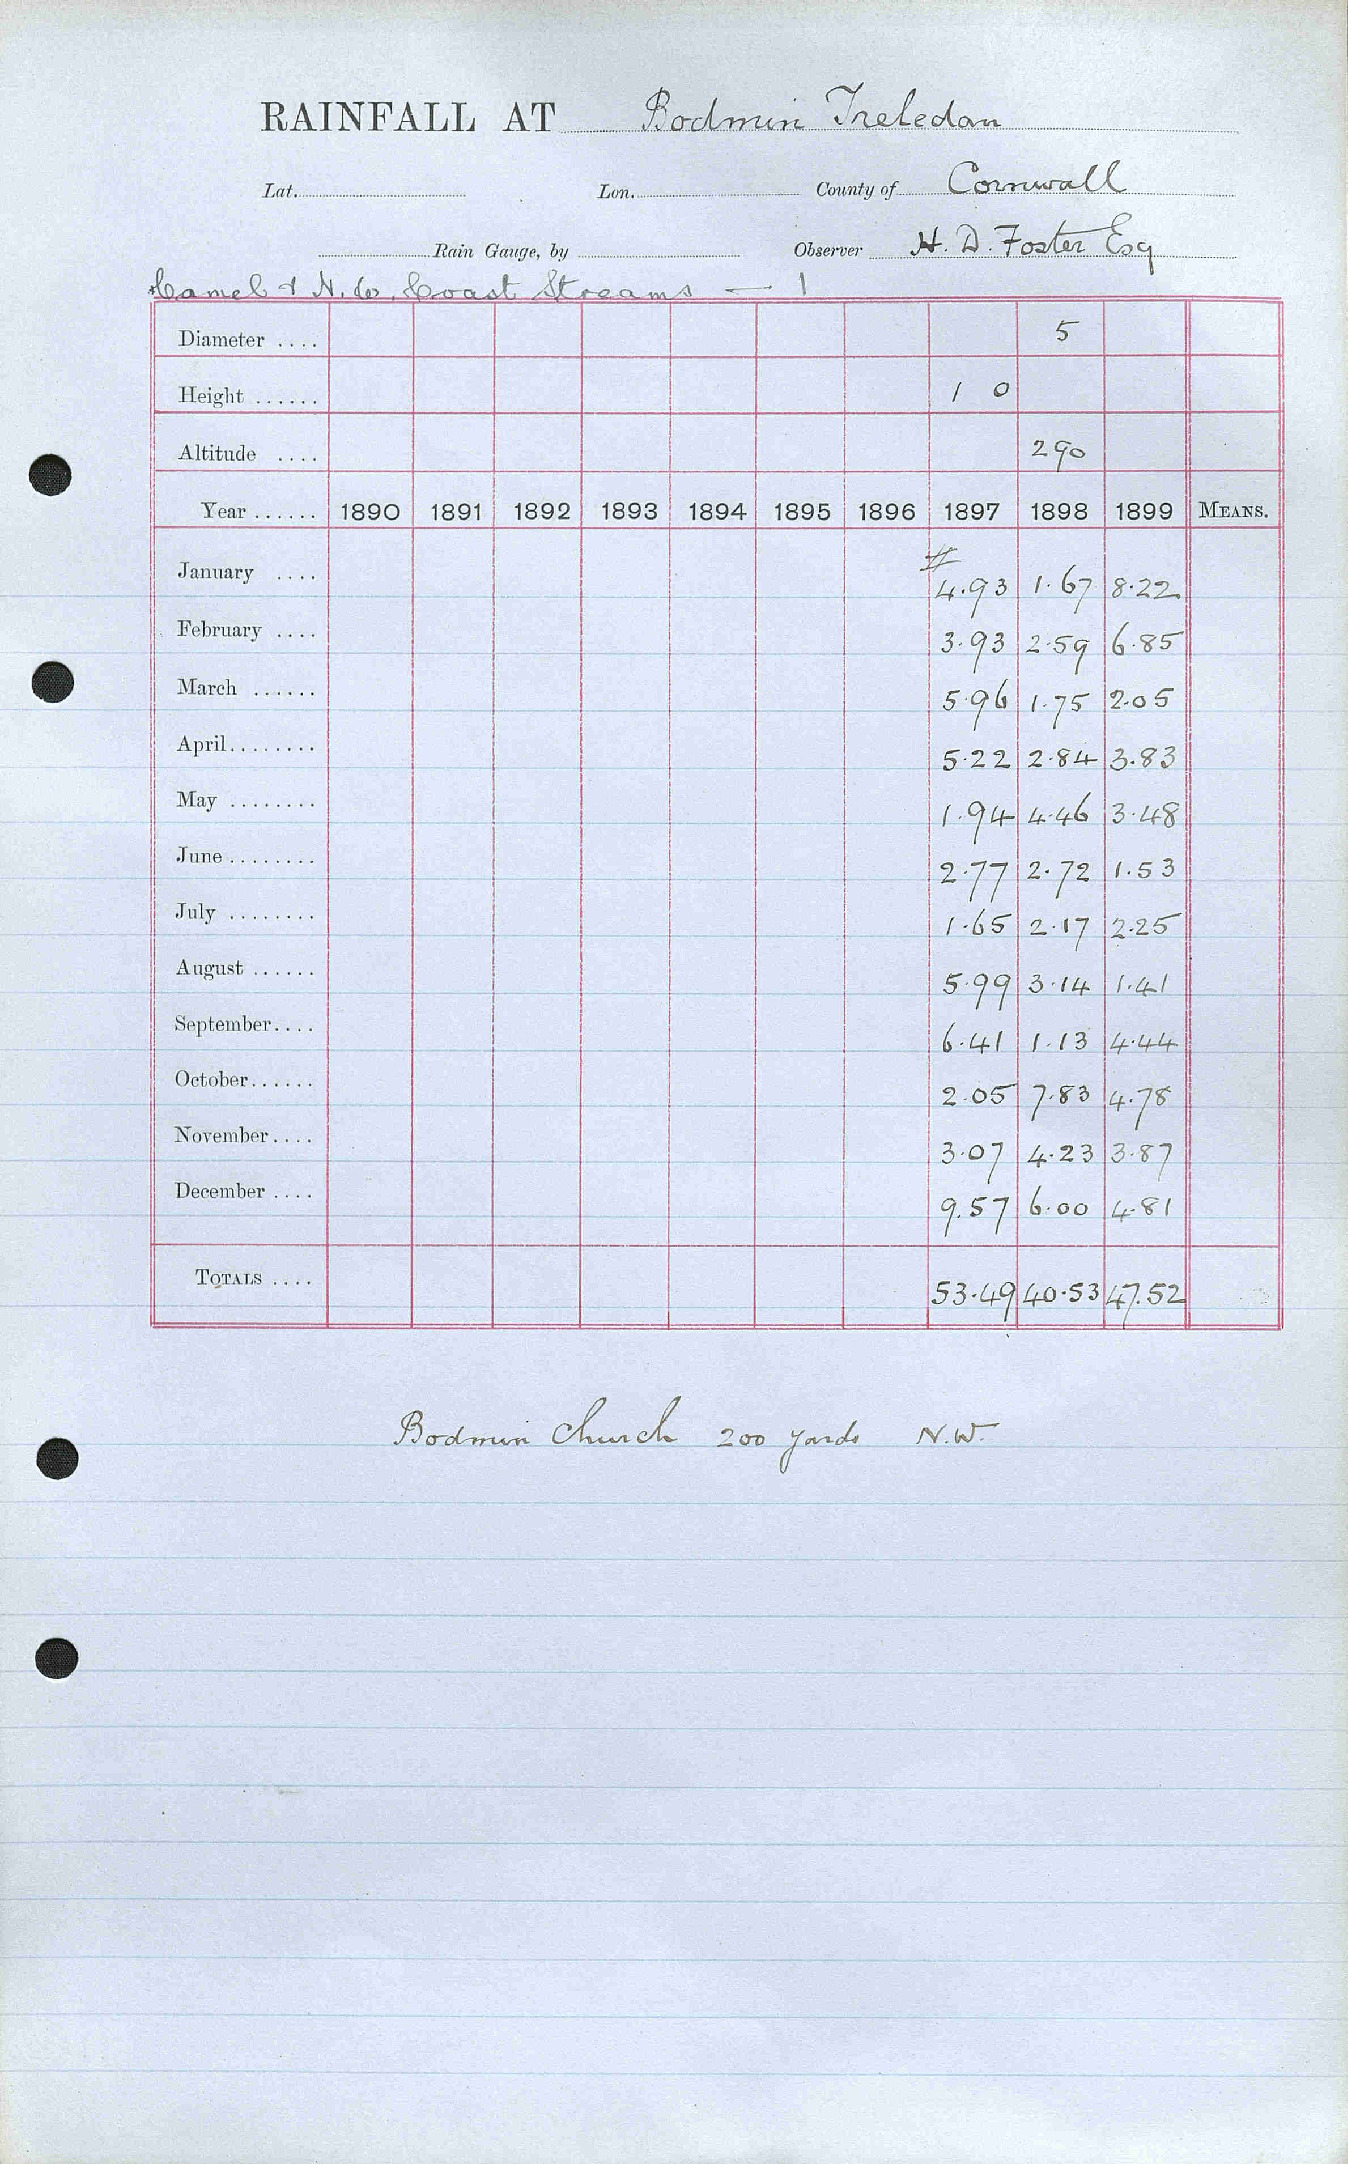 RAINFALL AT Bodmin Treledan
Lat. Lon. County of Cornwall
Rain Gauge, by Observer H. D. Foster Esq
Camel & N. Co. Coast Streams — 1
Diameter .... 5
Height ...... 1 0
Altitude .... 290
Year ...... 1890 1891 1892 1893 1894 1895 1896 1897 1898 1899 MEANS.
#
January .... 4.93 1.67 8.22
February .... 3.93 2.59 6.85
March ...... 5.96 1.75 2.05
April........ 5.22 2.84 3.83
May ........ 1.94 4.46 3.48
June ........ 2.77 2.72 1.53
July ........ 1.65 2.17 2.25
August ...... 5.99 3.14 1.41
September.... 6.41 1.13 4.44
October...... 2.05 7.83 4.78
November.... 3.07 4.23 3.87
December .... 9.57 6.00 4.81
TOTALS .... 53.49 40.53 47.52
Bodmin Church 200 yards N.W.